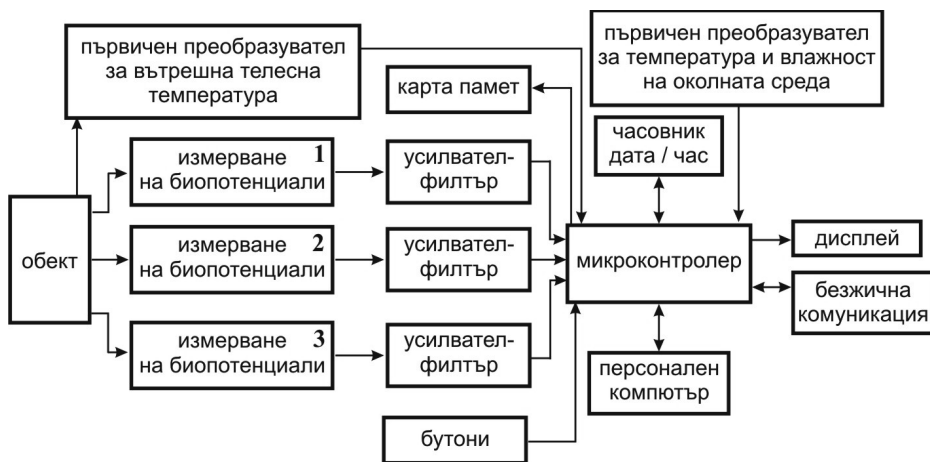 първичен преобразувател
за вътрешна телесна
температура
първичен преобразувател
за температура и влажност
на околната среда
карта памет
часовник
дата / час
измерване 1
на биопотенциали
усилвател-
филтър
обект
измерване 2
на биопотенциали
усилвател-
филтър
микроконтролер
дисплей
безжична
комуникация
измерване 3
на биопотенциали
усилвател-
филтър
персонален
компютър
бутони